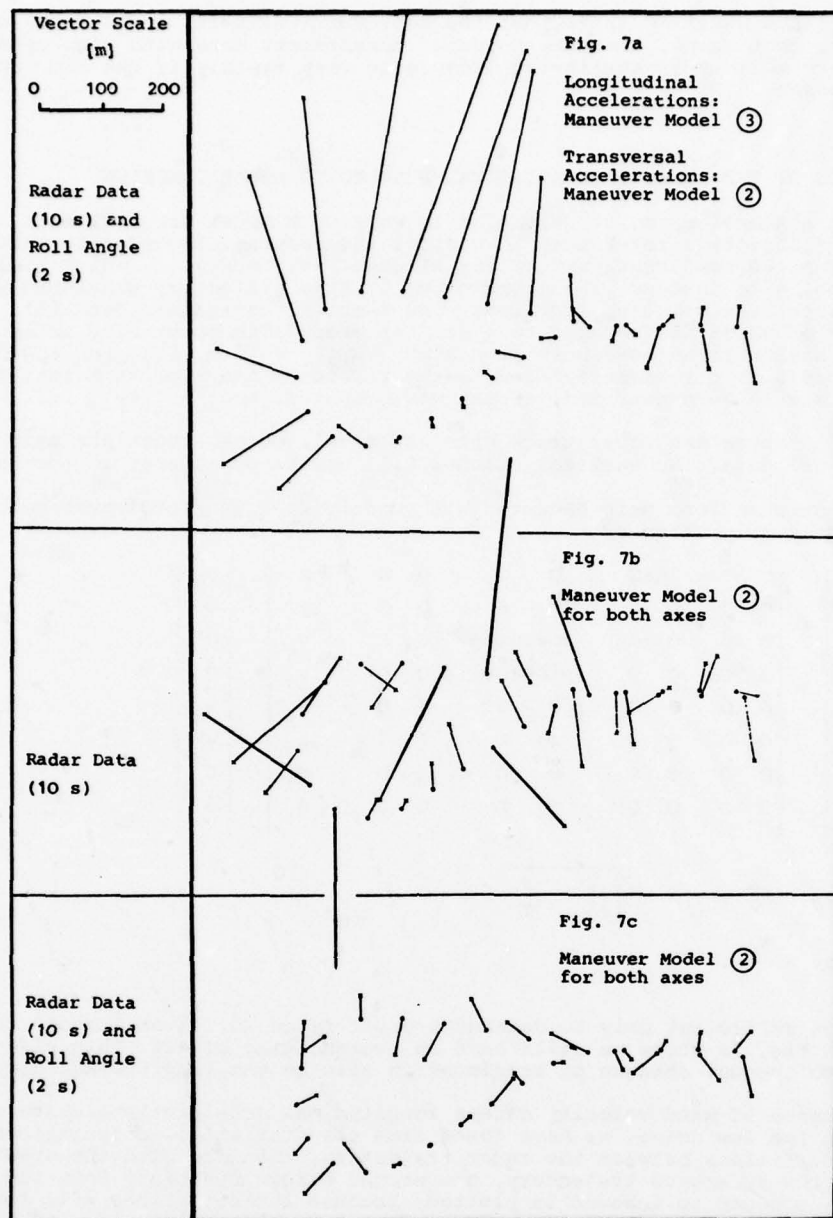 Vector Scale
[m]
0 100 200
Fig. 7a
Longitudinal
Accelerations:
Maneuver Model ③
Transversal
Accelerations:
Maneuver Model ②
Radar Data
(10 s) and
Roll Angle
(2 s)
Fig. 7b
Maneuver Model ②
for both axes
Radar Data
(10 s)
Fig. 7c
Maneuver Model ②
for both axes
Radar Data
(10 s) and
Roll Angle
(2 s)